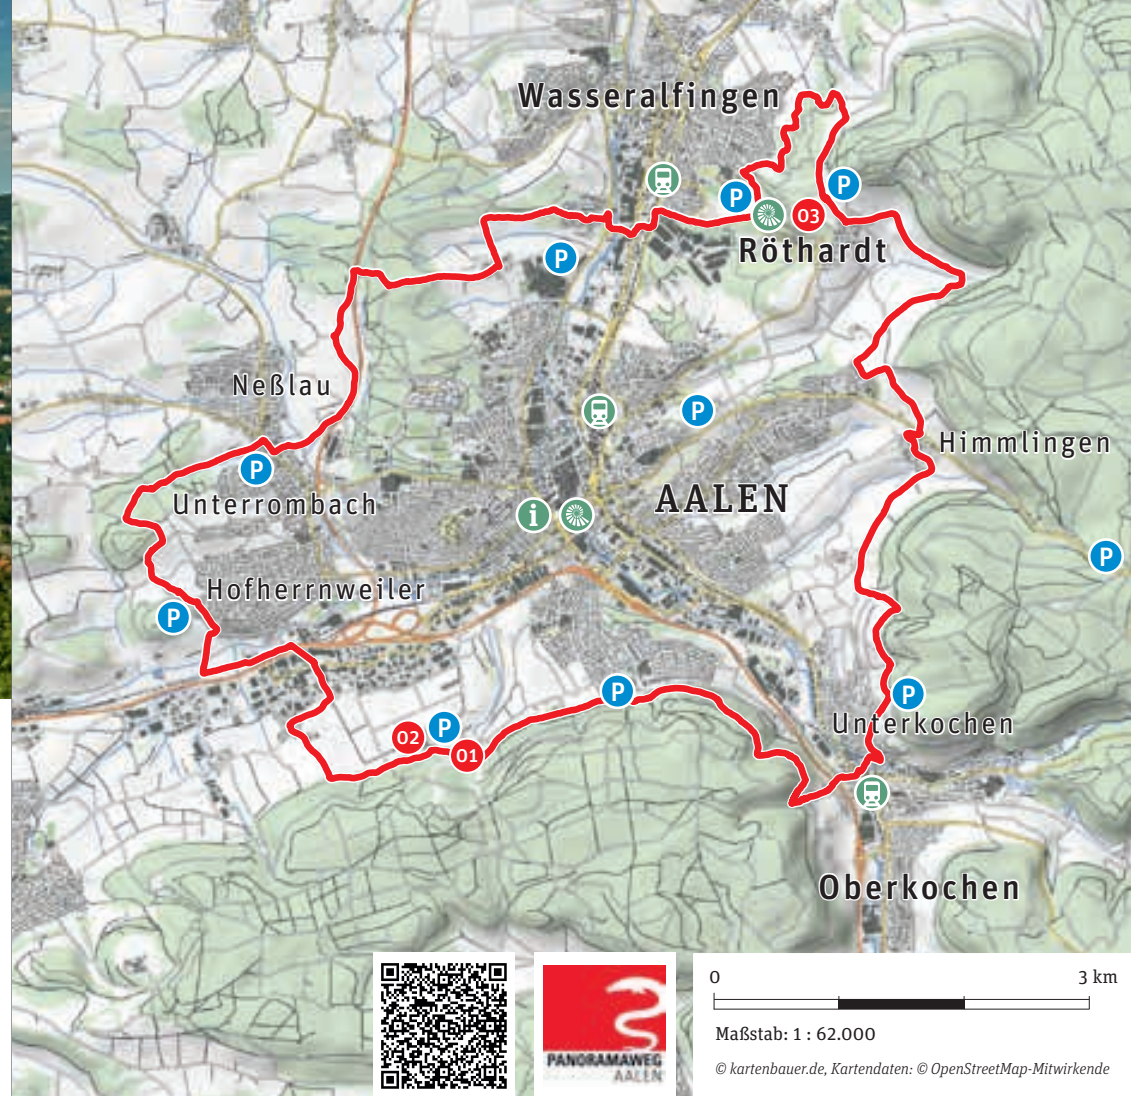 Wasseralfingen
P
P
03
Röthardt
P
Neßlau
P
Himmlingen
P
Unterrombach
AALEN
i
P
Hofherrnweiler
P
P
P
Unterkochen
02
P
01
Oberkochen
0 3 km
Maßstab: 1 : 62.000
© kartenbauer.de, Kartendaten: © OpenStreetMap-Mitwirkende
PANORAMAWEG
AALEN